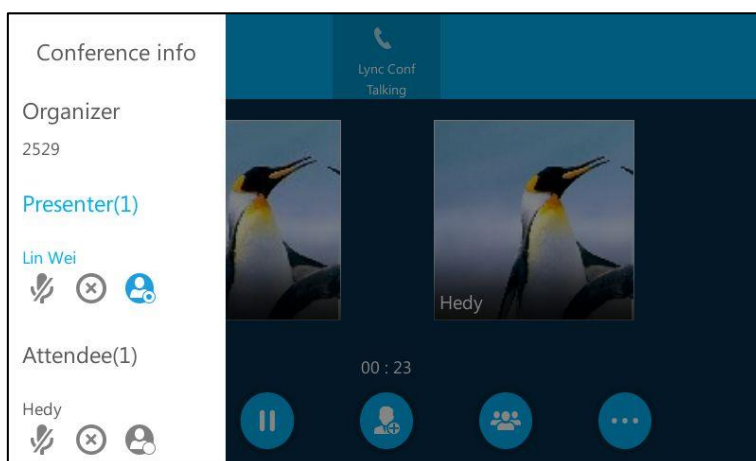 Conference info
Organizer
2529
Presenter(1)
Lin Wei
Attendee(1)
Hedy
Lync Conf
Talking
Hedy
00 : 23